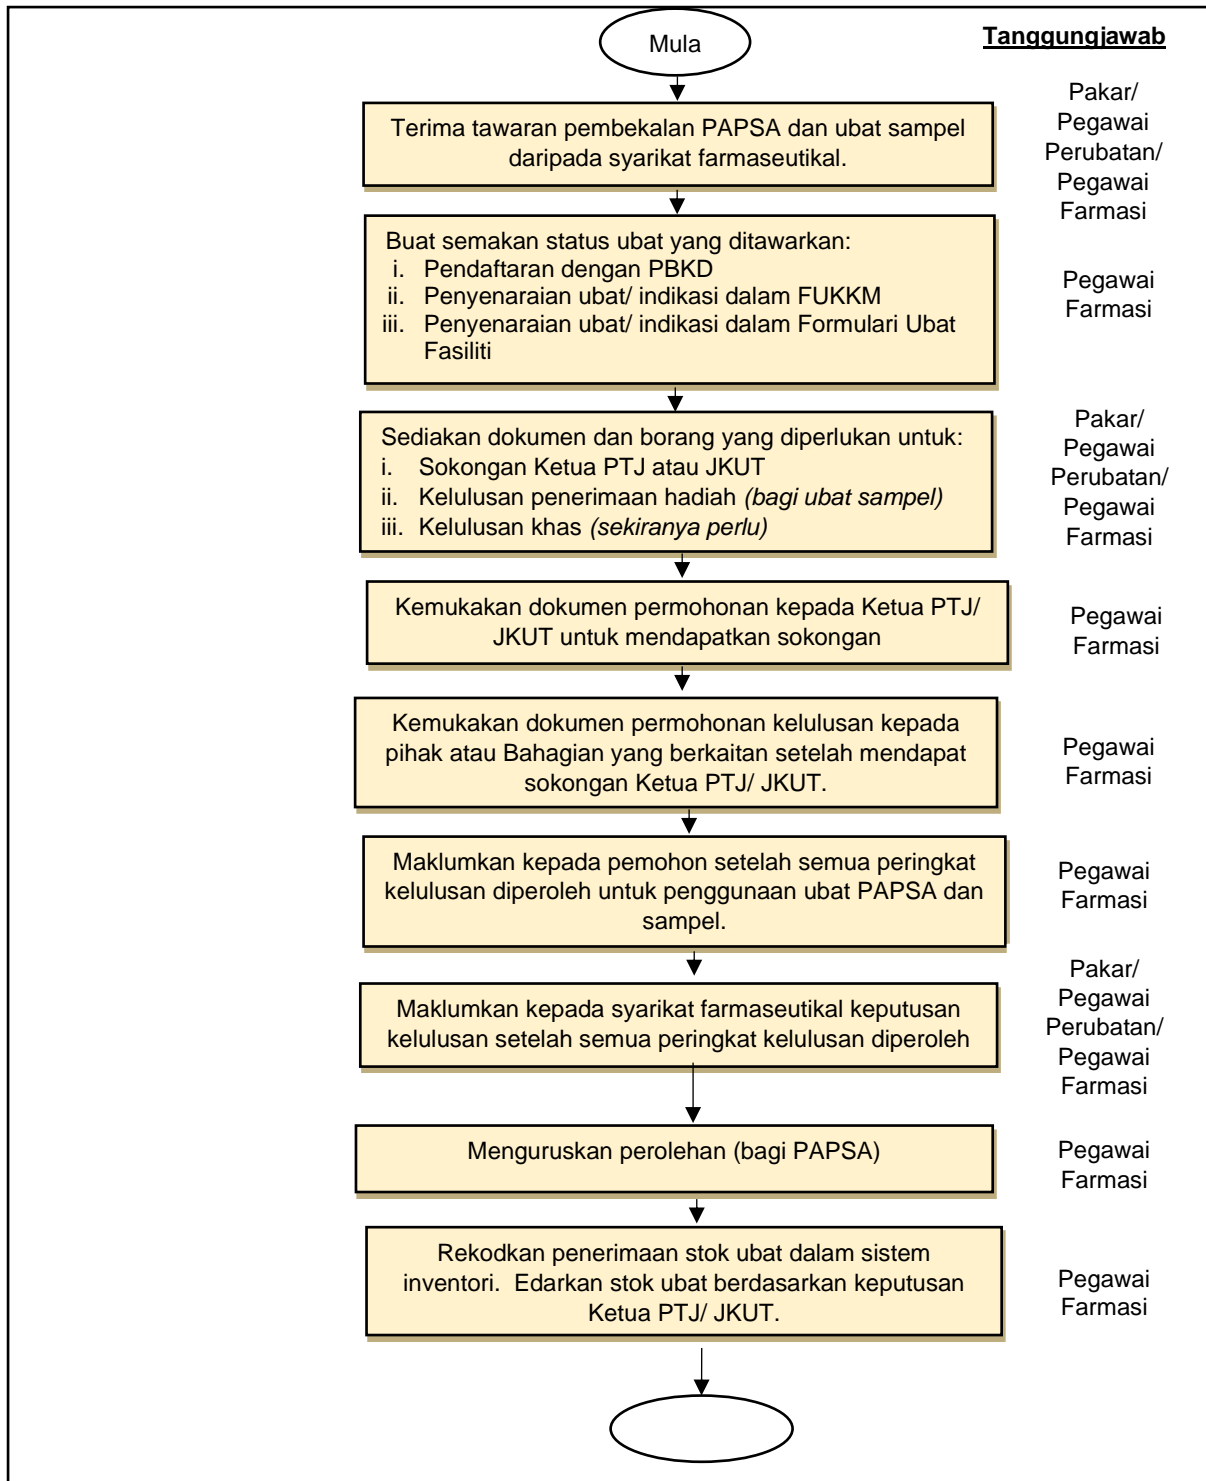 Mula
Tanggungjawab
Terima tawaran pembekalan PAPSA dan ubat sampel
daripada syarikat farmaseutikal.
Pakar/
Pegawai
Perubatan/
Pegawai
Farmasi
Buat semakan status ubat yang ditawarkan:
i. Pendaftaran dengan PBKD
ii. Penyenaraian ubat/ indikasi dalam FUKKM
iii. Penyenaraian ubat/ indikasi dalam Formulari Ubat
Fasiliti
Pegawai
Farmasi
Sediakan dokumen dan borang yang diperlukan untuk:
i. Sokongan Ketua PTJ atau JKUT
ii. Kelulusan penerimaan hadiah (bagi ubat sampel)
iii. Kelulusan khas (sekiranya perlu)
Pakar/
Pegawai
Perubatan/
Pegawai
Farmasi
Kemukakan dokumen permohonan kepada Ketua PTJ/
JKUT untuk mendapatkan sokongan
Pegawai
Farmasi
Kemukakan dokumen permohonan kelulusan kepada
pihak atau Bahagian yang berkaitan setelah mendapat
sokongan Ketua PTJ/ JKUT.
Pegawai
Farmasi
Maklumkan kepada pemohon setelah semua peringkat
kelulusan diperoleh untuk penggunaan ubat PAPSA dan
sampel.
Pegawai
Farmasi
Maklumkan kepada syarikat farmaseutikal keputusan
kelulusan setelah semua peringkat kelulusan diperoleh
Pakar/
Pegawai
Perubatan/
Pegawai
Farmasi
Menguruskan perolehan (bagi PAPSA)
Pegawai
Farmasi
Rekodkan penerimaan stok ubat dalam sistem
inventori. Edarkan stok ubat berdasarkan keputusan
Ketua PTJ/ JKUT.
Pegawai
Farmasi